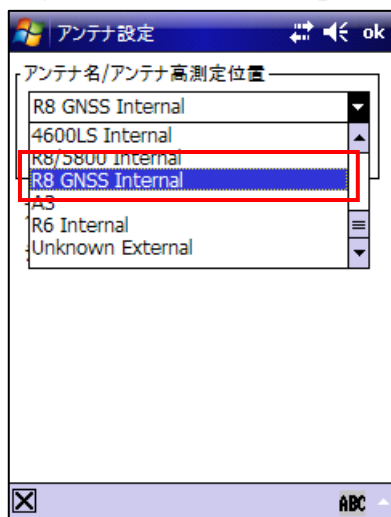 アンテナ設定 ok
アンテナ名/アンテナ高測定位置
R8 GNSS Internal
4600LS Internal
R8/5800 Internal
R8 GNSS Internal
A3
R6 Internal
Unknown External
ABC